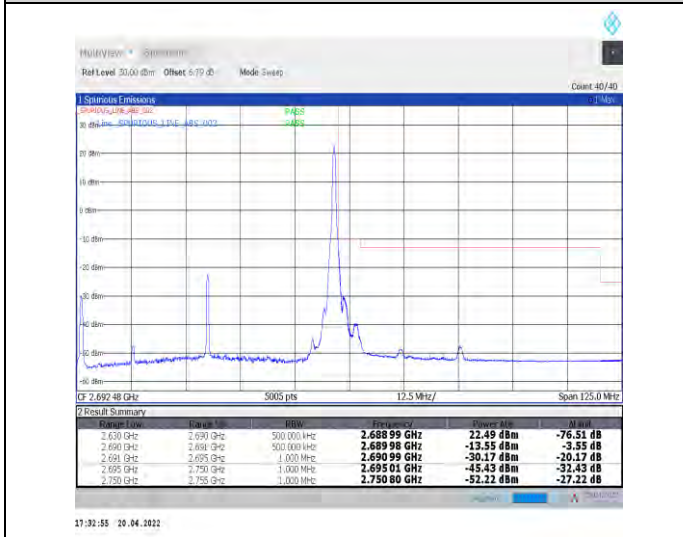 MultiView
Ref Level 30.00 dBm Offset 6.79 dB Mode Sweep
Count 40/40
1 Spurious Emissions
SPURIOUS_LINE_ABS_002 PASS
30 dBm Line _SPURIOUS_LINE_ABS_002 PASS
20 dBm
10 dBm
0 dBm
-10 dBm
-20 dBm
-30 dBm
-40 dBm
-50 dBm
-60 dBm
CF 2.692 48 GHz 5005 pts 12.5 MHz/ Span 125.0 MHz
2 Result Summary
Range Low Range Up RBW Frequency Power Abs ΔLimit
2.630 GHz 2.690 GHz 500.000 kHz 2.688 99 GHz 22.49 dBm -76.51 dB
2.690 GHz 2.691 GHz 500.000 kHz 2.689 98 GHz -13.55 dBm -3.55 dB
2.691 GHz 2.695 GHz 1.000 MHz 2.690 99 GHz -30.17 dBm -20.17 dB
2.695 GHz 2.750 GHz 1.000 MHz 2.695 01 GHz -45.43 dBm -32.43 dB
2.750 GHz 2.755 GHz 1.000 MHz 2.750 80 GHz -52.22 dBm -27.22 dB
17:32:55 20.04.2022